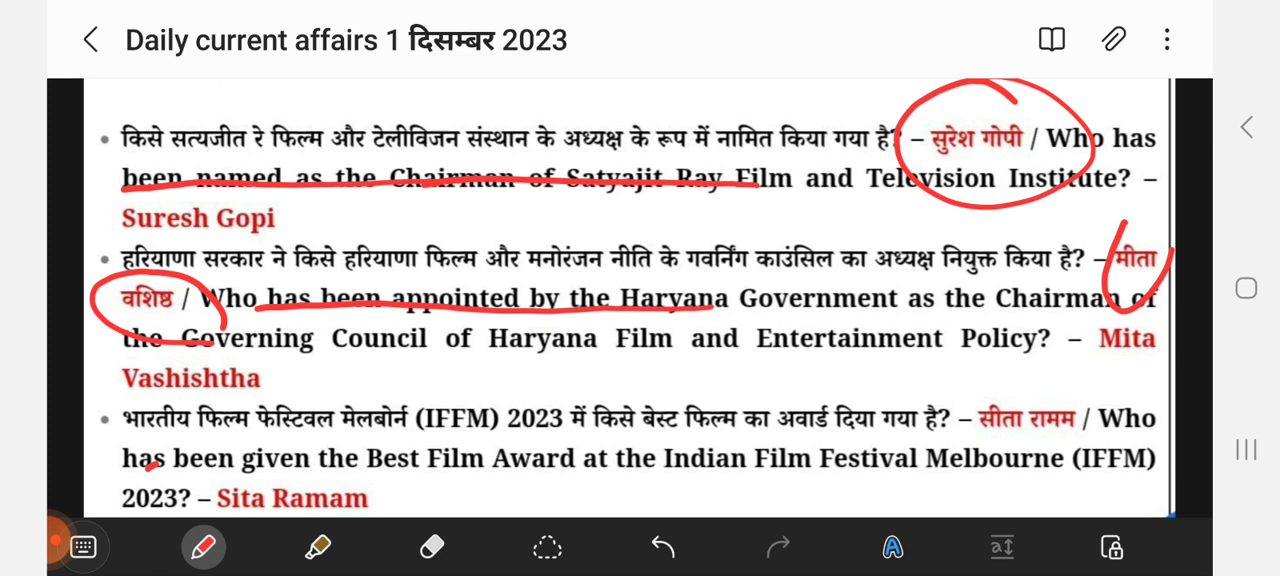 Daily current affairs 1 दिसम्बर 2023
• किसे सत्यजीत रे फिल्म और टेलीविजन संस्थान के अध्यक्ष के रूप में नामित किया गया है? – सुरेश गोपी / Who has
been named as the Chairman of Satyajit Ray Film and Television Institute? –
Suresh Gopi
• हरियाणा सरकार ने किसे हरियाणा फिल्म और मनोरंजन नीति के गवर्निंग काउंसिल का अध्यक्ष नियुक्त किया है? – मीता
वशिष्ठ / Who has been appointed by the Haryana Government as the Chairman of
the Governing Council of Haryana Film and Entertainment Policy? – Mita
Vashishtha
• भारतीय फिल्म फेस्टिवल मेलबोर्न (IFFM) 2023 में किसे बेस्ट फिल्म का अवार्ड दिया गया है? – सीता रामम / Who
has been given the Best Film Award at the Indian Film Festival Melbourne (IFFM)
2023? – Sita Ramam